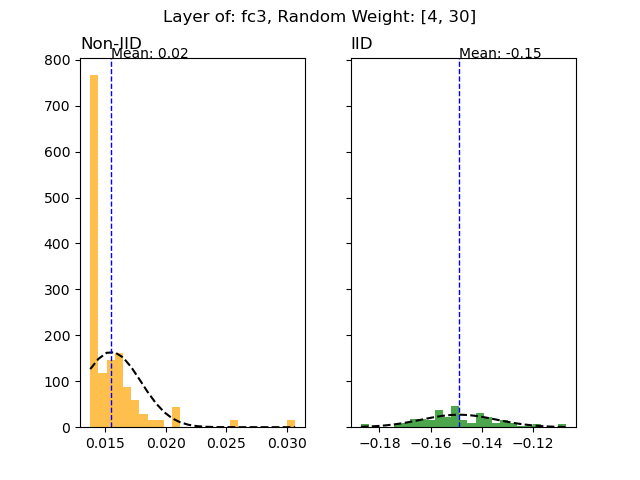 Layer of: fc3, Random Weight: [4, 30]
Non-IID
IID
Mean: 0.02
Mean: -0.15
800
700
600
500
400
300
200
100
0
0.015 0.020 0.025 0.030
−0.18 −0.16 −0.14 −0.12